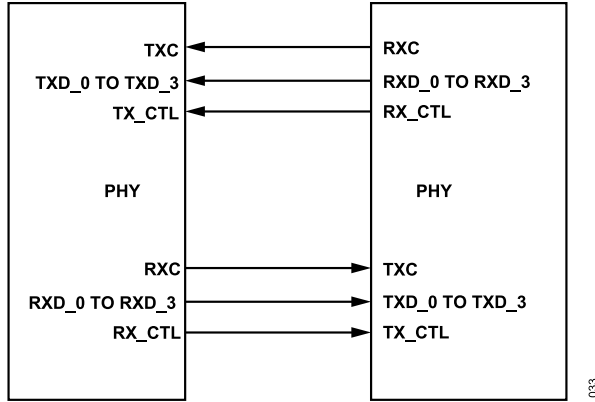 TXC RXC
TXD_0 TO TXD_3 RXD_0 TO RXD_3
TX_CTL RX_CTL
PHY PHY
RXC TXC
RXD_0 TO RXD_3 TXD_0 TO TXD_3
RX_CTL TX_CTL
033